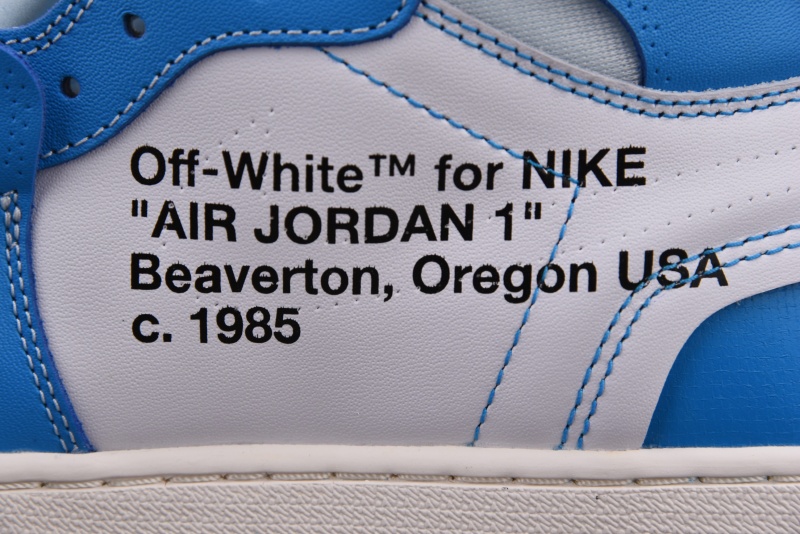 Off-White™ for NIKE
"AIR JORDAN 1"
Beaverton, Oregon USA
c. 1985